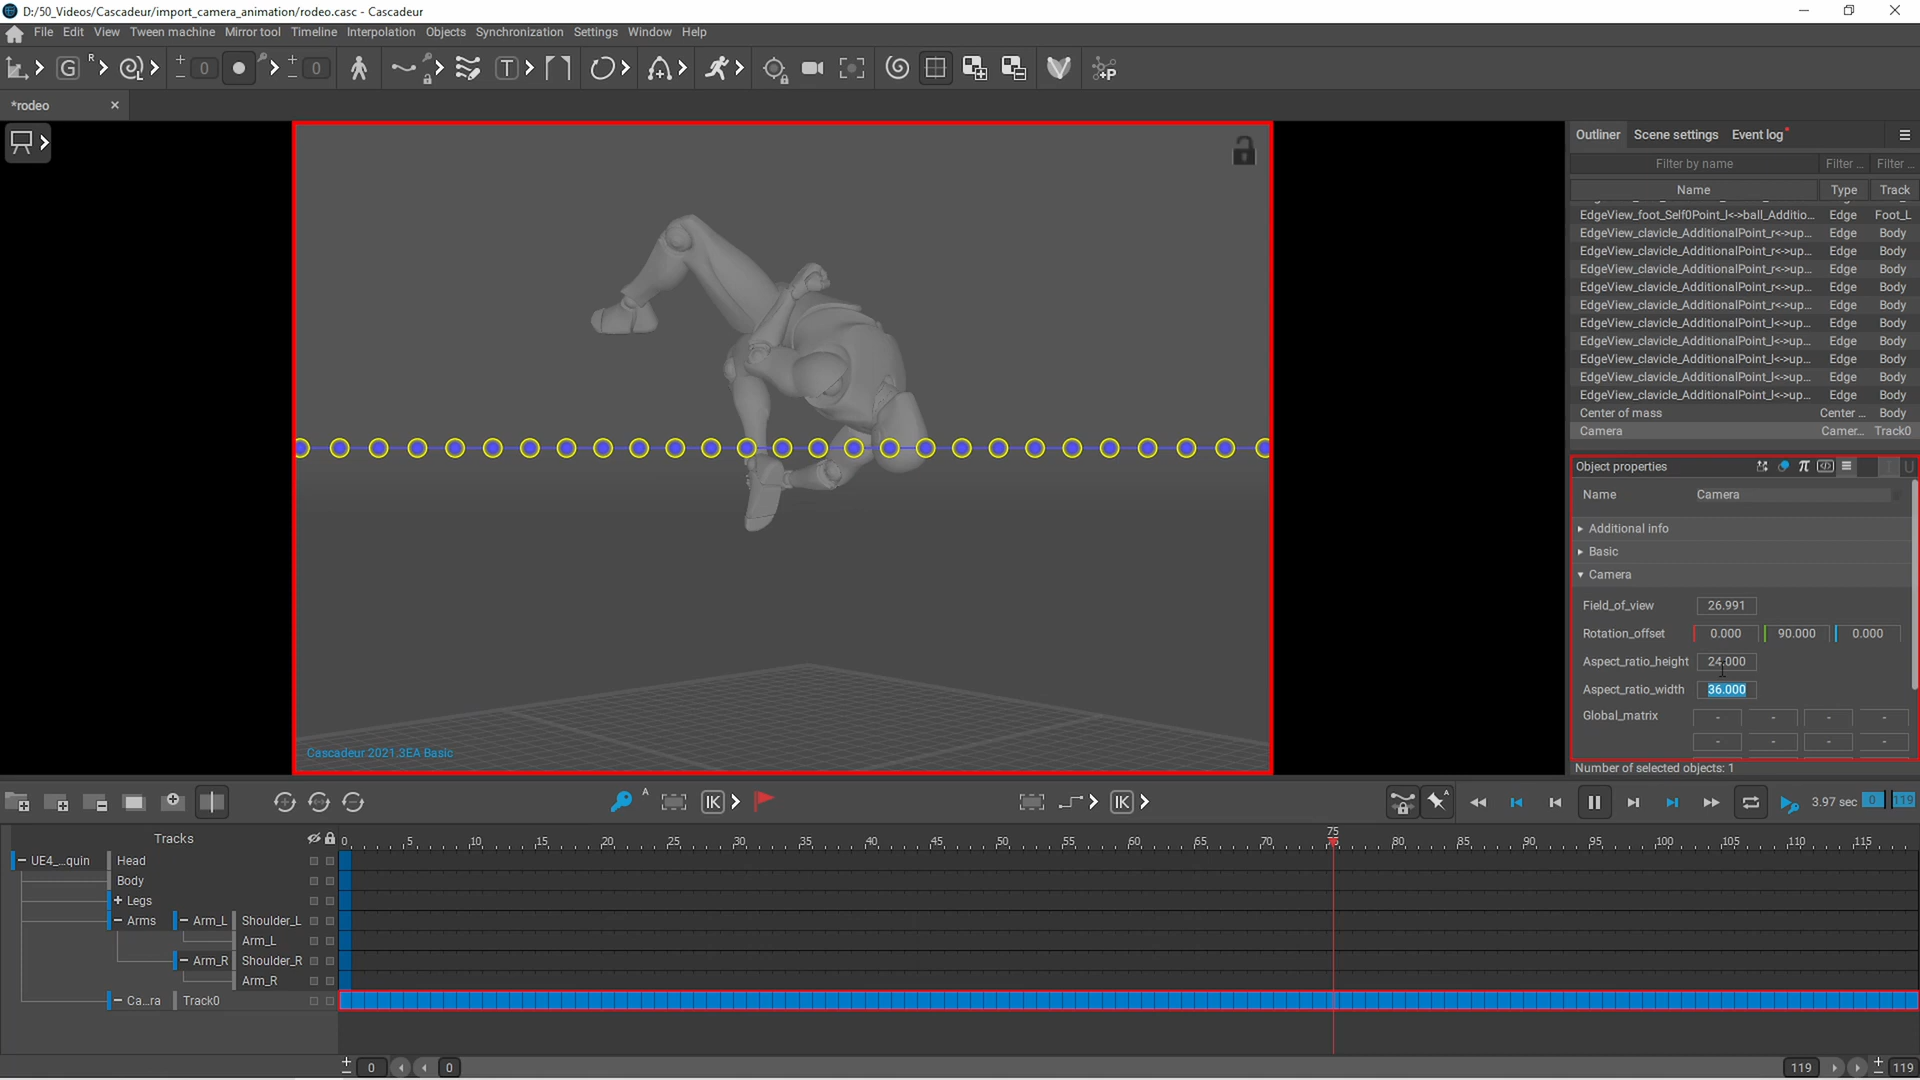 D:/50_Videos/Cascadeur/import_camera_animation/rodeo.casc - Cascadeur
File Edit View Tween machine Mirror tool Timeline Interpolation Objects Synchronization Settings Window Help
G R 0 0 T +P
*rodeo
Outliner Scene settings Event log
Filter by name Filter ... Filter ...
Name Type Track
EdgeView_foot_Self0Point_l<->ball_Additio... Edge Foot_L
EdgeView_clavicle_AdditionalPoint_r<->up... Edge Body
EdgeView_clavicle_AdditionalPoint_r<->up... Edge Body
EdgeView_clavicle_AdditionalPoint_r<->up... Edge Body
EdgeView_clavicle_AdditionalPoint_r<->up... Edge Body
EdgeView_clavicle_AdditionalPoint_r<->up... Edge Body
EdgeView_clavicle_AdditionalPoint_l<->up... Edge Body
EdgeView_clavicle_AdditionalPoint_l<->up... Edge Body
EdgeView_clavicle_AdditionalPoint_l<->up... Edge Body
EdgeView_clavicle_AdditionalPoint_l<->up... Edge Body
EdgeView_clavicle_AdditionalPoint_l<->up... Edge Body
Center of mass Center ... Body
Camera Camer... Track0
Object properties
Name Camera
Additional info
Basic
Camera
Field_of_view 26.991
Rotation_offset 0.000 90.000 0.000
Aspect_ratio_height 24.000
Aspect_ratio_width 36.000
Global_matrix - - - -
- - - -
Number of selected objects: 1
Cascadeur 2021.3EA Basic
A IK IK A 3.97 sec 0 119
Tracks 0 5 10 15 20 25 30 35 40 45 50 55 60 65 70 75 80 85 90 95 100 105 110 115
UE4_...quin Head
Body
+ Legs
Arms Arm_L Shoulder_L
Arm_L
Arm_R Shoulder_R
Arm_R
Ca...ra Track0
0 0 119 119